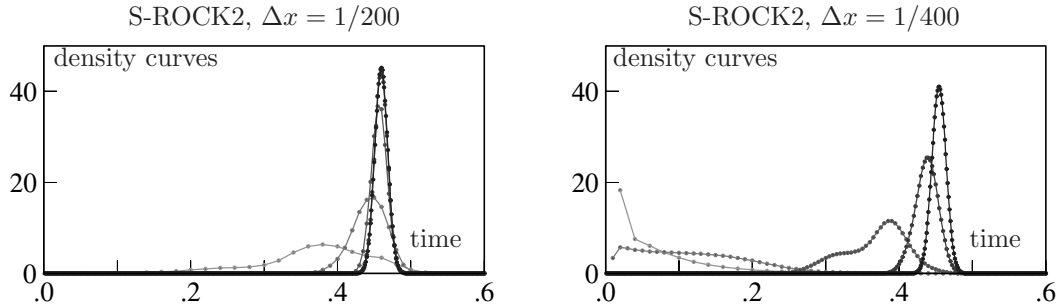 S-ROCK2, Δx = 1/200
density curves
40
20
0
time
.0
.2
.4
.6
S-ROCK2, Δx = 1/400
density curves
40
20
0
time
.0
.2
.4
.6